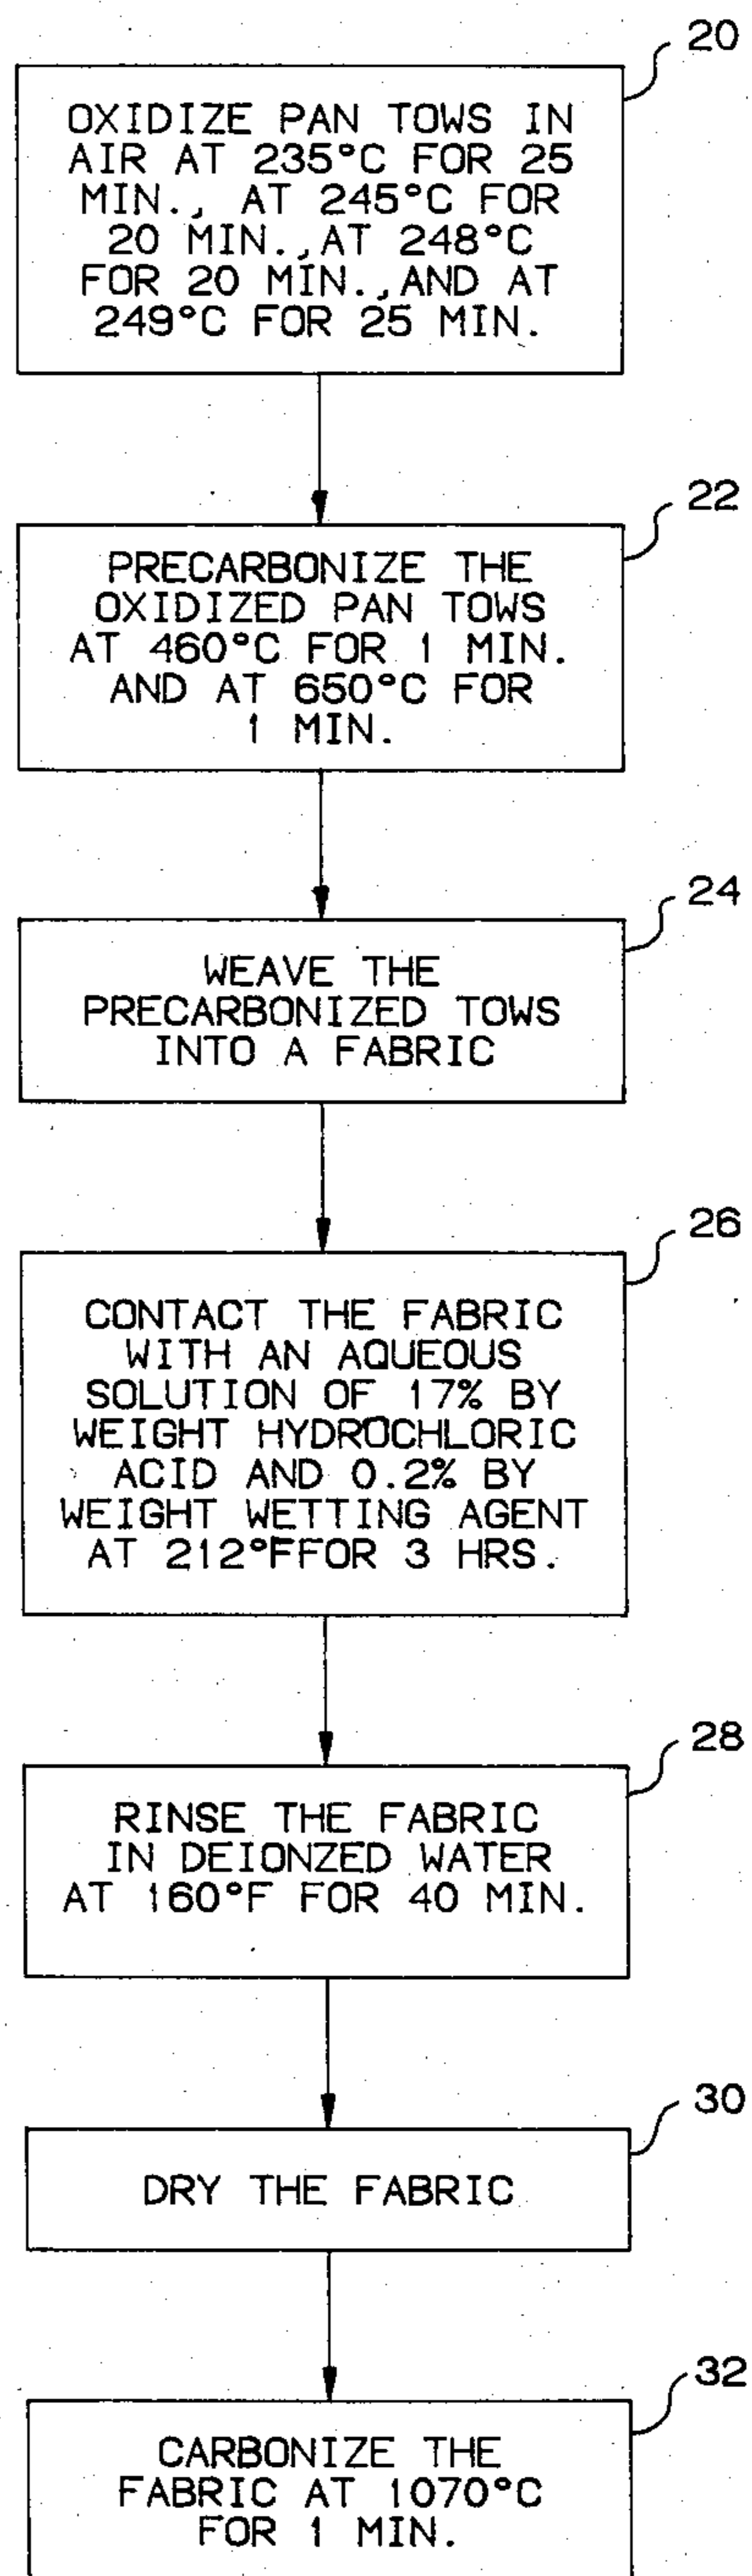 20
OXIDIZE PAN TOWS IN
AIR AT 235°C FOR 25
MIN., AT 245°C FOR
20 MIN.,AT 248°C
FOR 20 MIN.,AND AT
249°C FOR 25 MIN.
22
PRECARBONIZE THE
OXIDIZED PAN TOWS
AT 460°C FOR 1 MIN.
AND AT 650°C FOR
1 MIN.
24
WEAVE THE
PRECARBONIZED TOWS
INTO A FABRIC
26
CONTACT THE FABRIC
WITH AN AQUEOUS
SOLUTION OF 17% BY
WEIGHT HYDROCHLORIC
ACID AND 0.2% BY
WEIGHT WETTING AGENT
AT 212°FFOR 3 HRS.
28
RINSE THE FABRIC
IN DEIONZED WATER
AT 160°F FOR 40 MIN.
30
DRY THE FABRIC
32
CARBONIZE THE
FABRIC AT 1070°C
FOR 1 MIN.